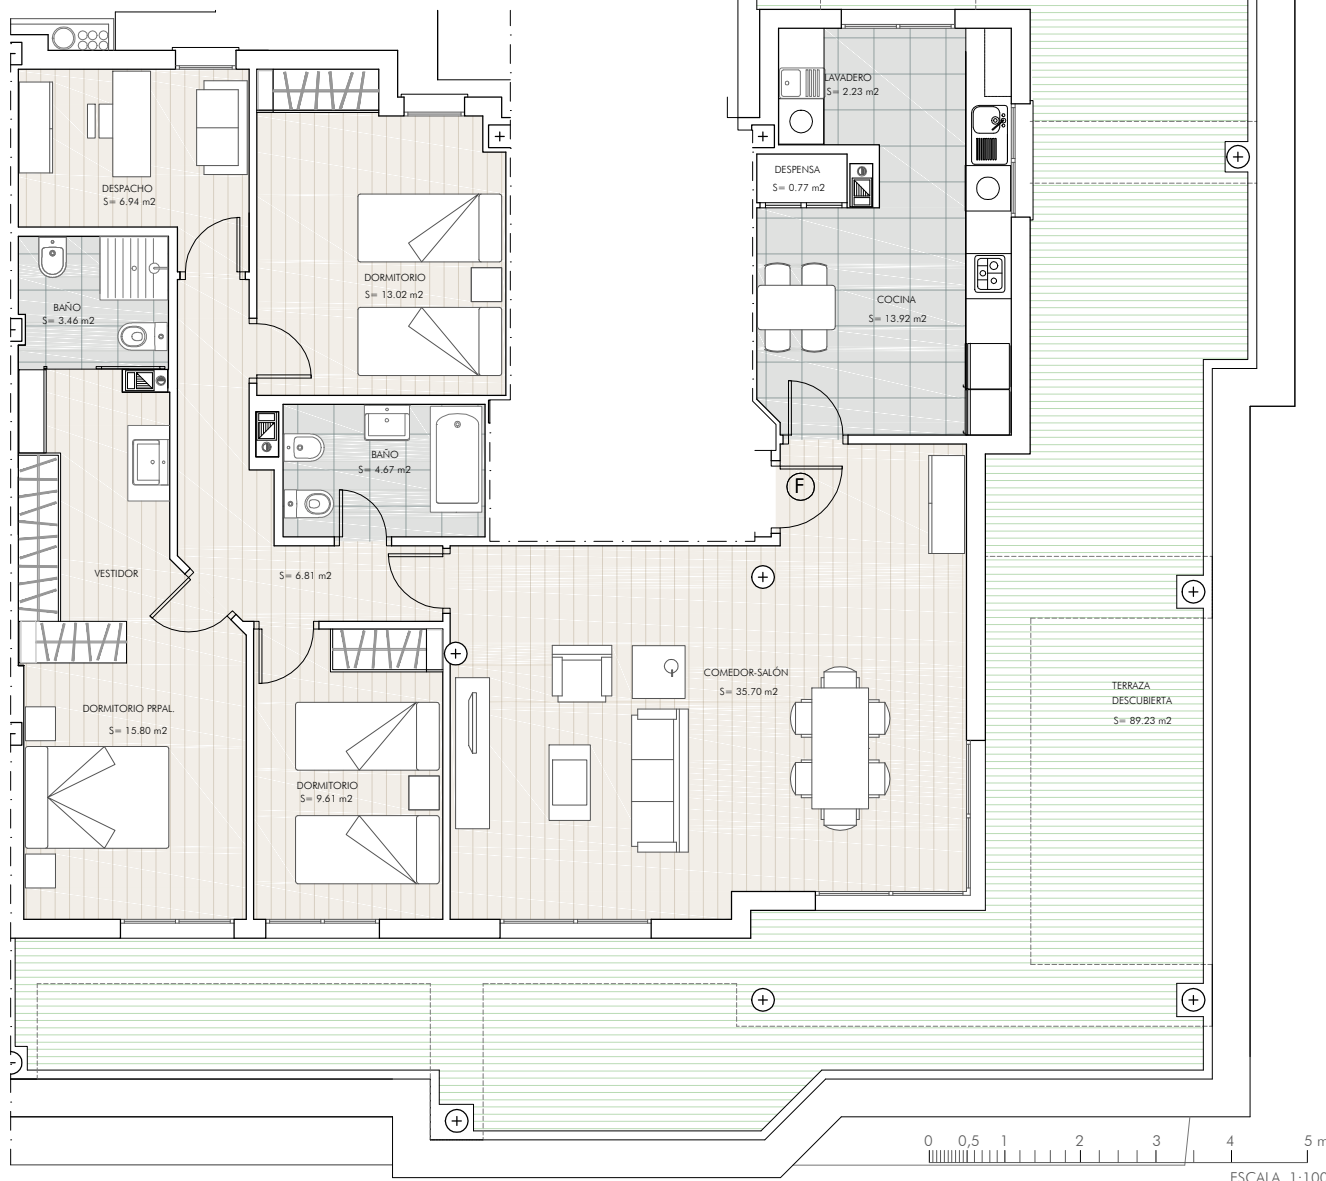 LAVADERO
S= 2.23 m2
DESPENSA
S= 0.77 m2
DESPACHO
S= 6.94 m2
DORMITORIO
S= 13.02 m2
BAÑO
S= 3.46 m2
COCINA
S= 13.92 m2
BAÑO
S= 4.67 m2
F
VESTIDOR
S= 6.81 m2
COMEDOR-SALÓN
S= 35.70 m2
TERRAZA
DESCUBIERTA
S= 89.23 m2
DORMITORIO PRPAL.
S= 15.80 m2
DORMITORIO
S= 9.61 m2
0 0,5 1 2 3 4 5 m
ESCALA 1:100